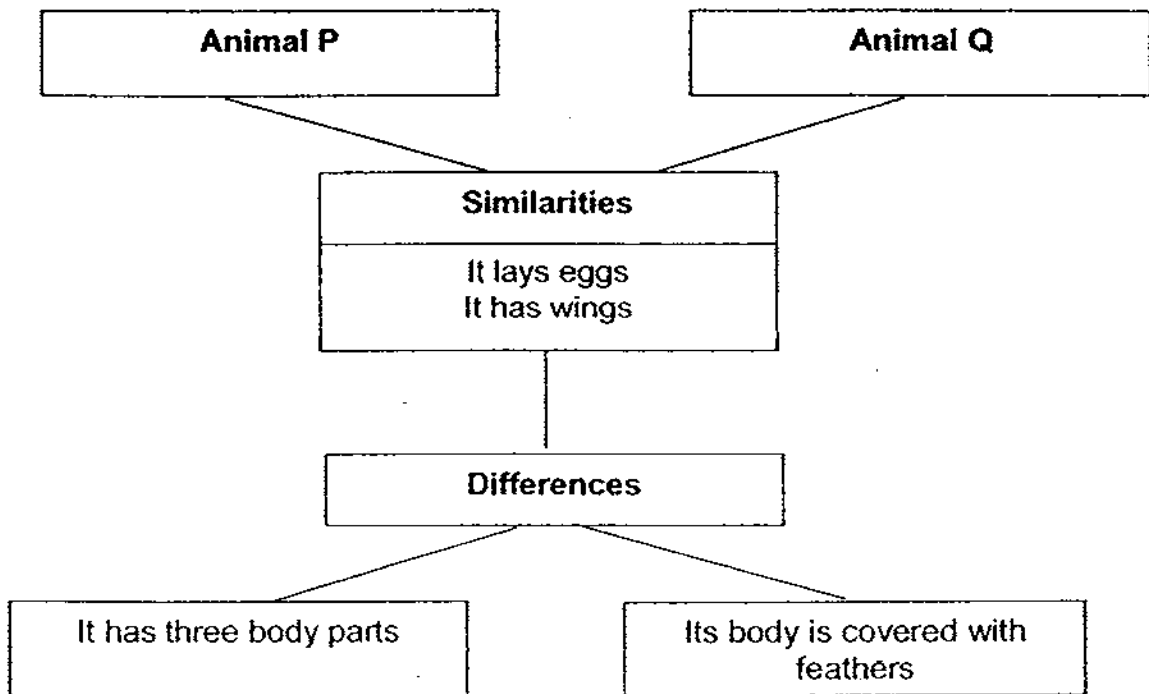 Animal P
Animal Q
Similarities
It lays eggs
It has wings
Differences
It has three body parts
Its body is covered with
feathers